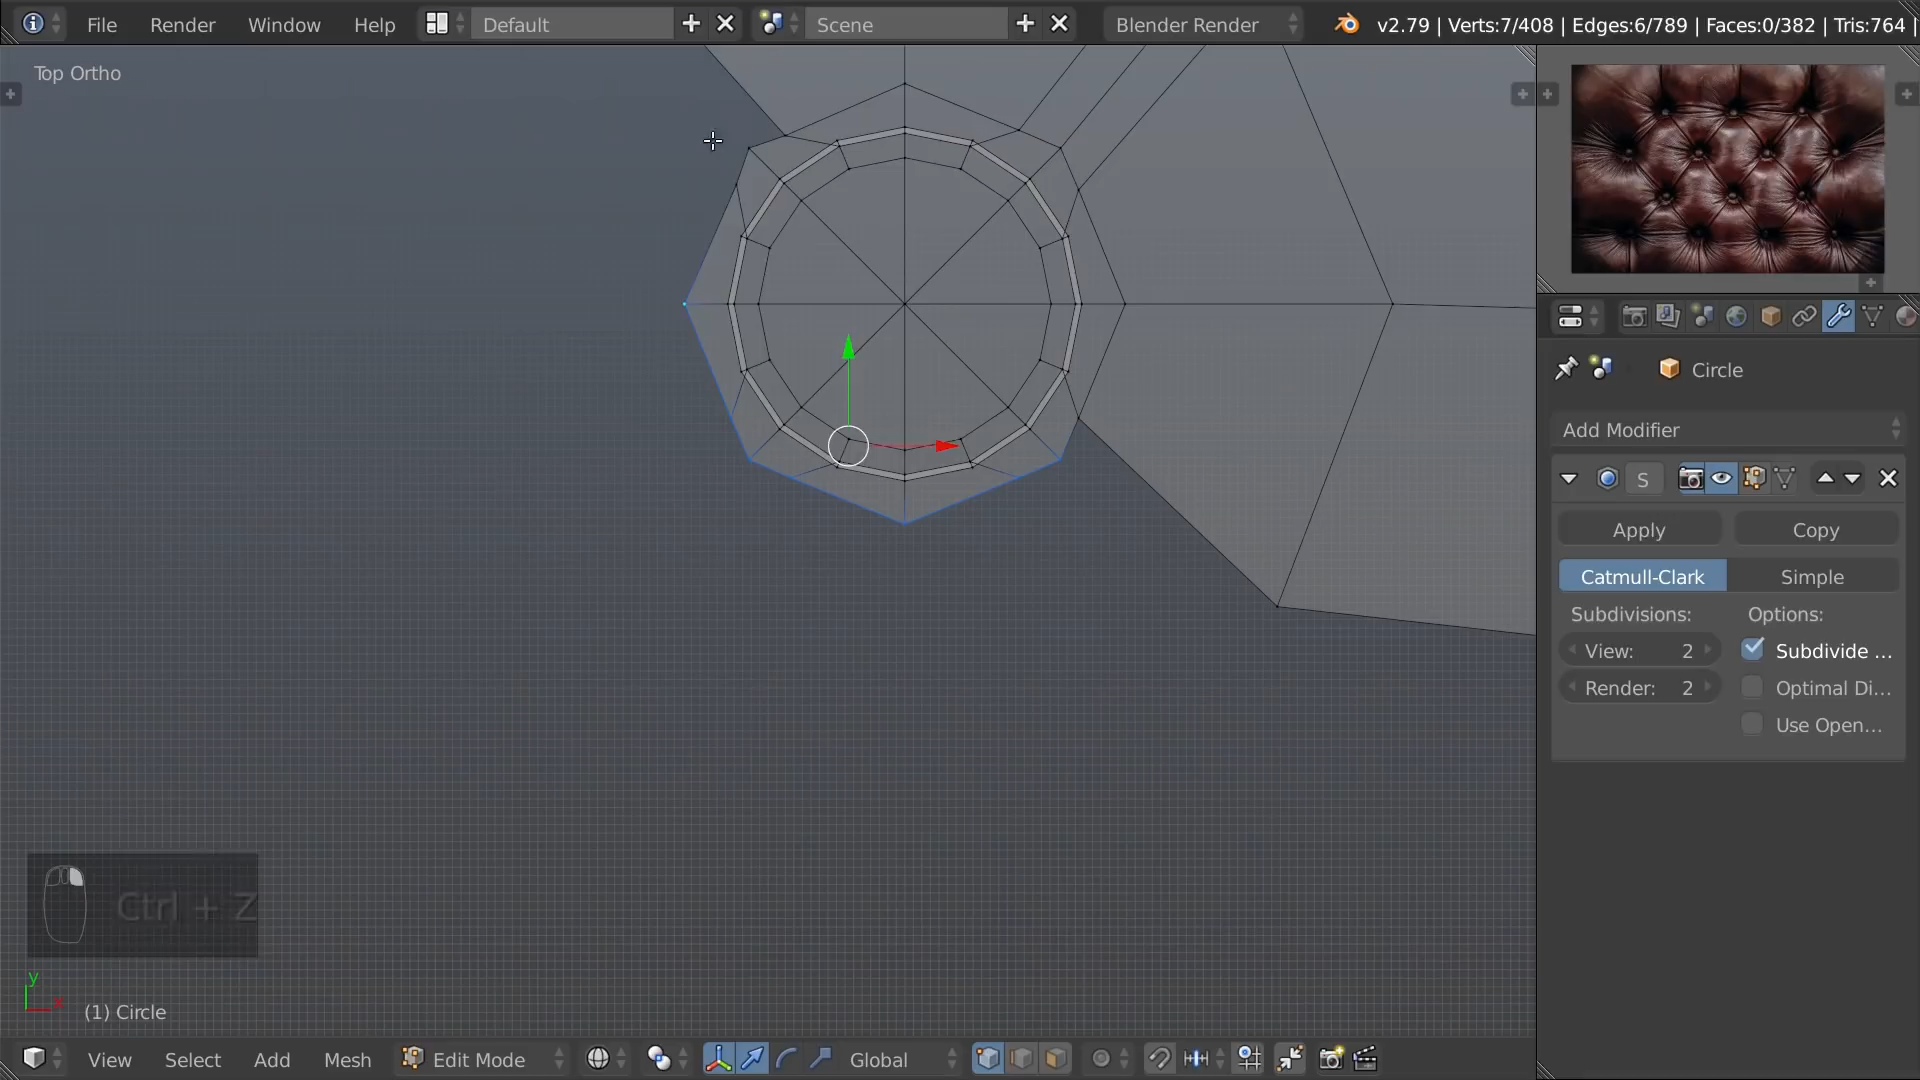 File Render Window Help Default Scene Blender Render v2.79 | Verts:7/408 | Edges:6/789 | Faces:0/382 | Tris:764 |
Top Ortho
Circle
Add Modifier
S
Apply Copy
Catmull-Clark Simple
Subdivisions: Options:
View: 2 Subdivide ...
Render: 2 Optimal Di...
Use Open...
Ctrl + Z
y
x
(1) Circle
View Select Add Mesh Edit Mode Global